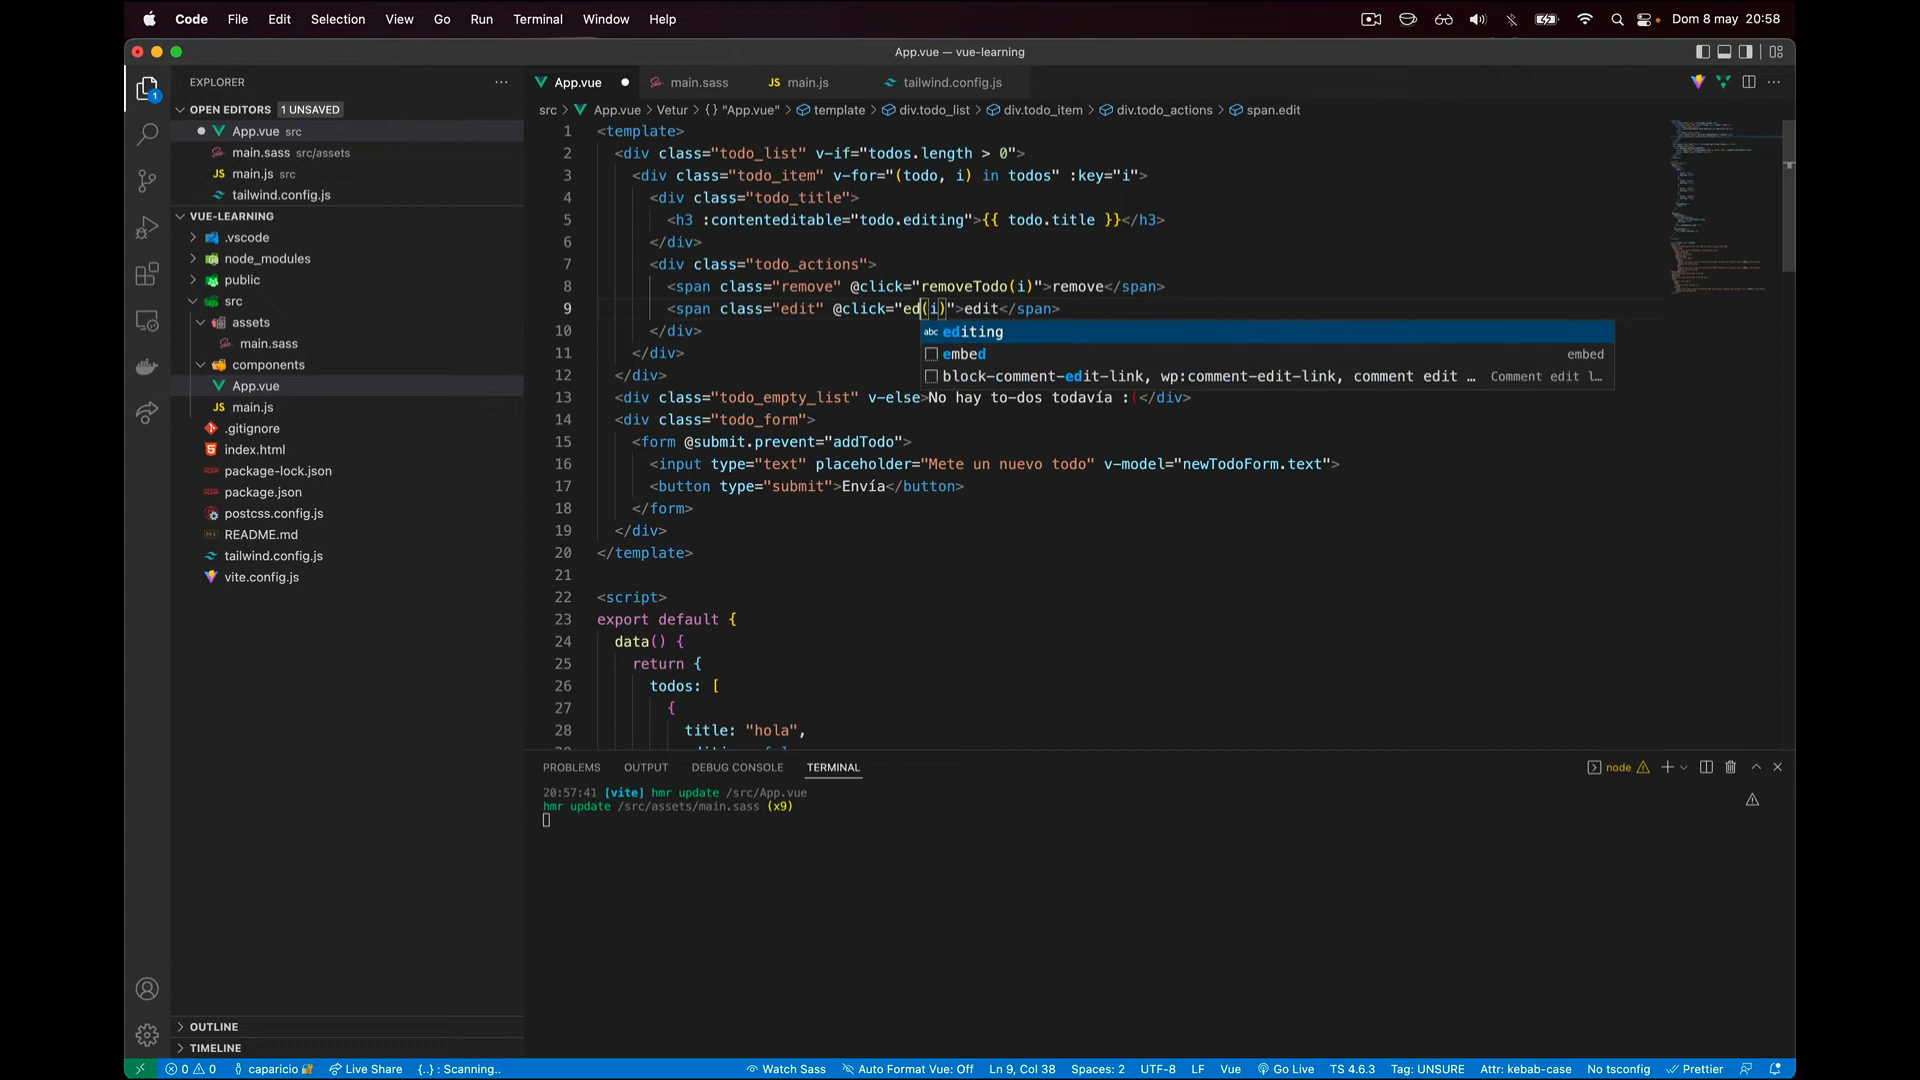 Code File Edit Selection View Go Run Terminal Window Help Dom 8 may 20:58
App.vue — vue-learning
EXPLORER
OPEN EDITORS 1 UNSAVED
App.vue src
main.sass src/assets
JS main.js src
tailwind.config.js
VUE-LEARNING
.vscode
node_modules
public
src
assets
main.sass
components
App.vue
JS main.js
.gitignore
index.html
package-lock.json
package.json
postcss.config.js
README.md
tailwind.config.js
vite.config.js
OUTLINE
TIMELINE
1
App.vue main.sass JS main.js tailwind.config.js
src > App.vue > Vetur > {} "App.vue" > template > div.todo_list > div.todo_item > div.todo_actions > span.edit
1 <template>
2 <div class="todo_list" v-if="todos.length > 0">
3 <div class="todo_item" v-for="(todo, i) in todos" :key="i">
4 <div class="todo_title">
5 <h3 :contenteditable="todo.editing">{{ todo.title }}</h3>
6 </div>
7 <div class="todo_actions">
8 <span class="remove" @click="removeTodo(i)">remove</span>
9 <span class="edit" @click="ed(i)">edit</span>
10 </div>
11 </div>
12 </div>
13 <div class="todo_empty_list" v-else>No hay to-dos todavía :(</div>
14 <div class="todo_form">
15 <form @submit.prevent="addTodo">
16 <input type="text" placeholder="Mete un nuevo todo" v-model="newTodoForm.text">
17 <button type="submit">Envía</button>
18 </form>
19 </div>
20 </template>
21
22 <script>
23 export default {
24 data() {
25 return {
26 todos: [
27 {
28 title: "hola",
abc editing
embed embed
block-comment-edit-link, wp:comment-edit-link, comment edit … Comment edit l…
PROBLEMS OUTPUT DEBUG CONSOLE TERMINAL node
20:57:41 [vite] hmr update /src/App.vue
hmr update /src/assets/main.sass (x9)
0 0 caparicio Live Share {..} : Scanning.. Watch Sass Auto Format Vue: Off Ln 9, Col 38 Spaces: 2 UTF-8 LF Vue Go Live TS 4.6.3 Tag: UNSURE Attr: kebab-case No tsconfig Prettier